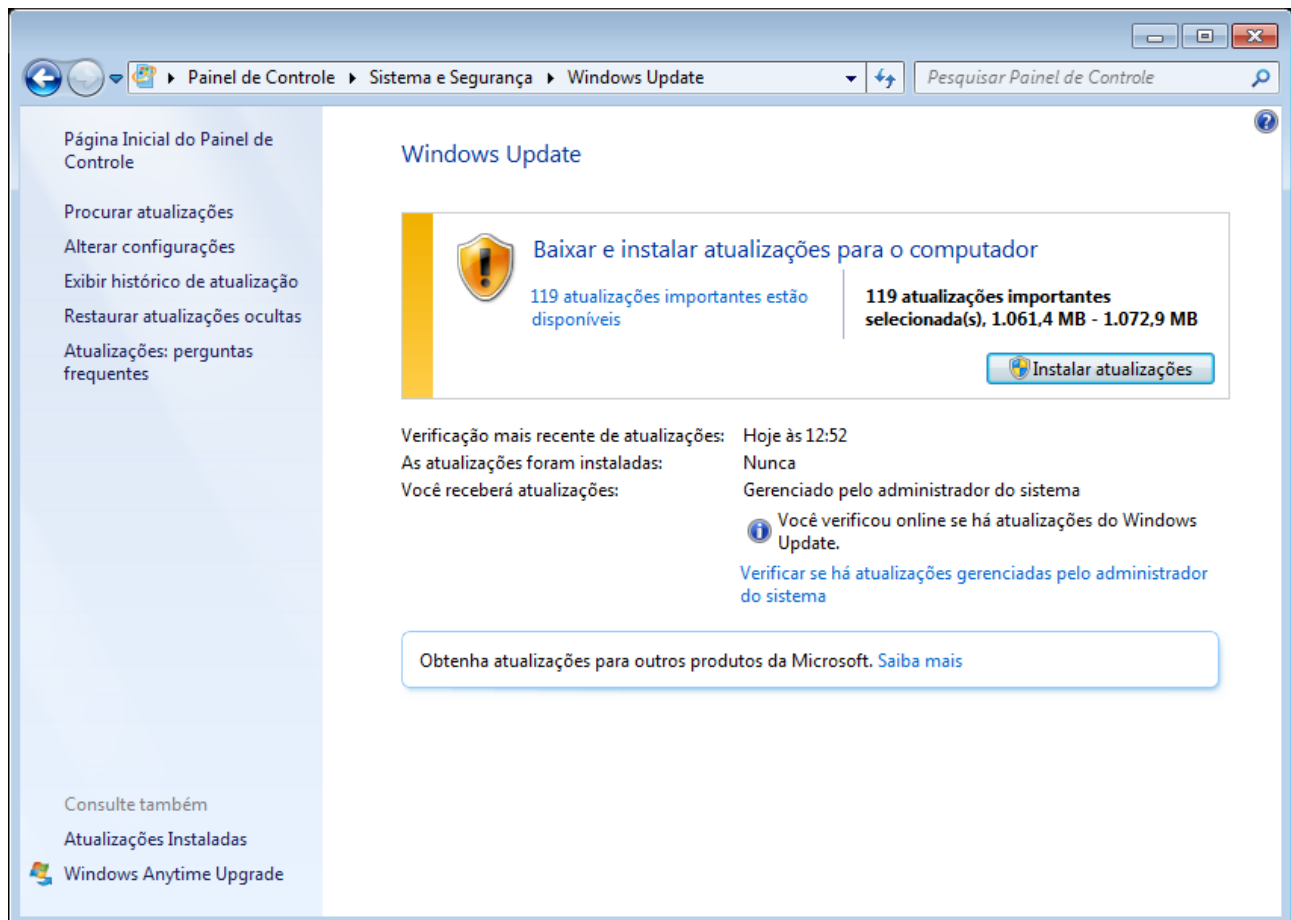 Painel de Controle ▸ Sistema e Segurança ▸ Windows Update
Pesquisar Painel de Controle
Página Inicial do Painel de
Controle
Procurar atualizações
Alterar configurações
Exibir histórico de atualização
Restaurar atualizações ocultas
Atualizações: perguntas
frequentes
Windows Update
Baixar e instalar atualizações para o computador
119 atualizações importantes estão
disponíveis
119 atualizações importantes
selecionada(s), 1.061,4 MB - 1.072,9 MB
Instalar atualizações
Verificação mais recente de atualizações: Hoje às 12:52
As atualizações foram instaladas: Nunca
Você receberá atualizações: Gerenciado pelo administrador do sistema
Você verificou online se há atualizações do Windows
Update.
Verificar se há atualizações gerenciadas pelo administrador
do sistema
Obtenha atualizações para outros produtos da Microsoft. Saiba mais
Consulte também
Atualizações Instaladas
Windows Anytime Upgrade